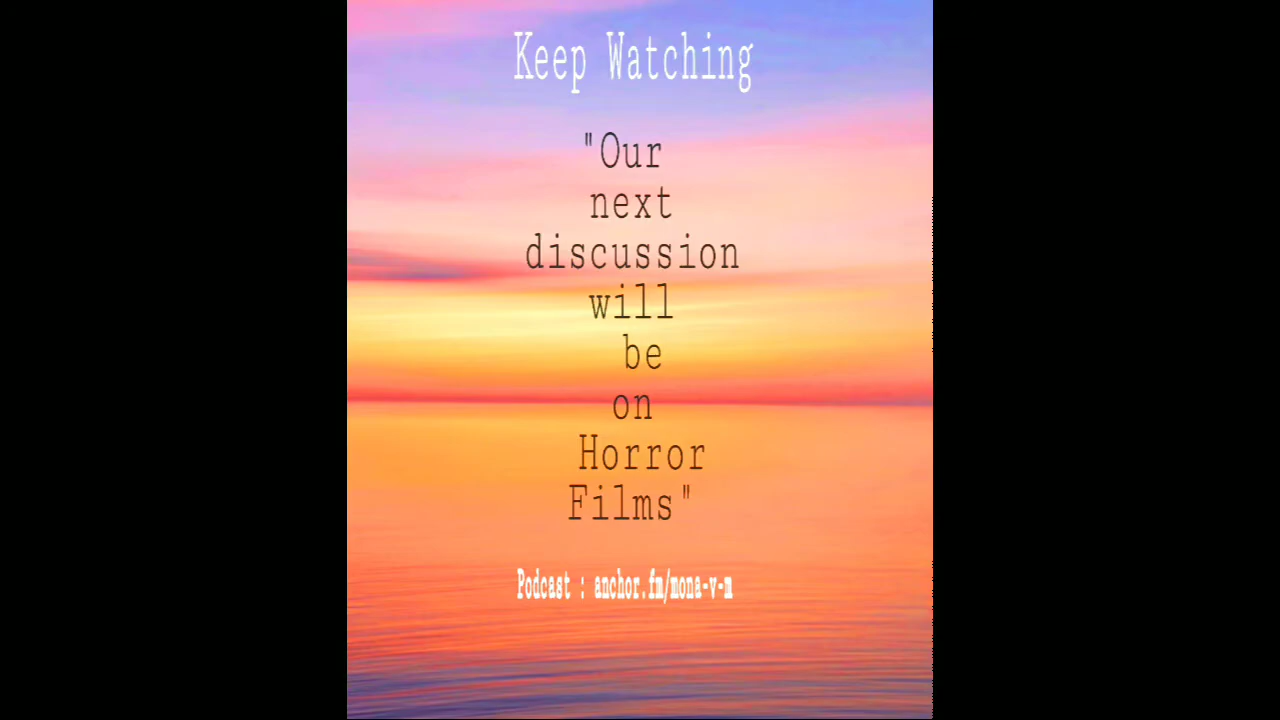 Keep Watching
"Our
next
discussion
will
be
on
Horror
Films"
Podcast : anchor.fm/mona-v-m